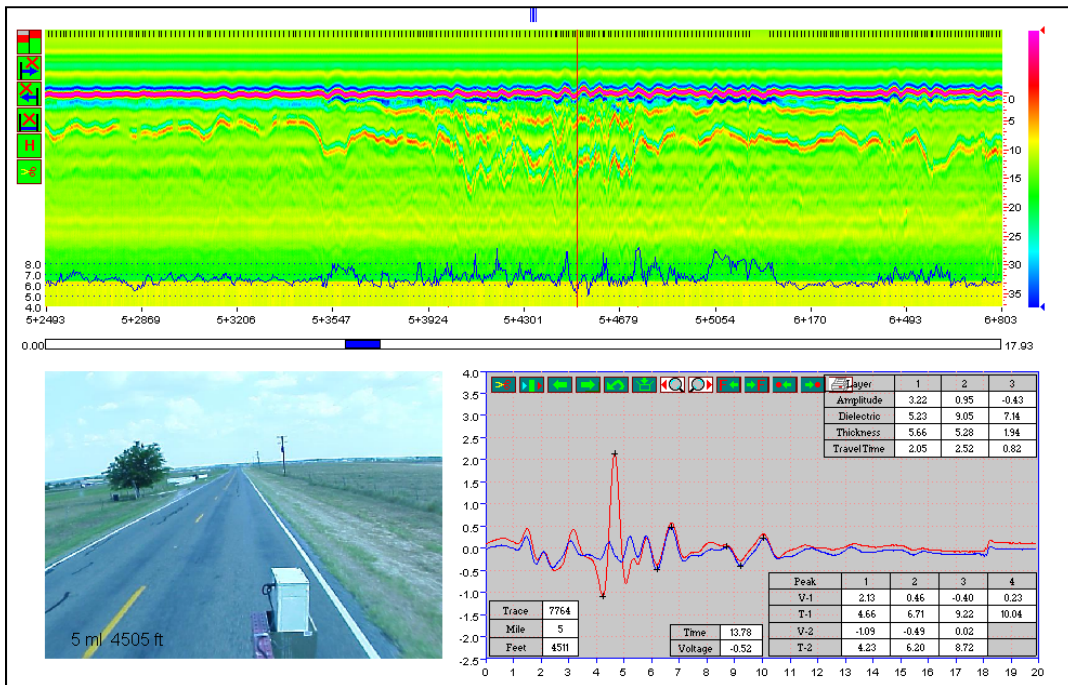 H
0
5
10
15
20
25
30
35
8.0
7.0
6.0
5.0
4.0
5+2493 5+2869 5+3206 5+3547 5+3924 5+4301 5+4679 5+5054 6+170 6+493 6+803
0.00 17.93
5 ml 4505 ft
4.0
3.5
3.0
2.5
2.0
1.5
1.0
0.5
0.0
-0.5
-1.0
-1.5
-2.0
-2.5
F F
Layer 1 2 3
Amplitude 3.22 0.95 -0.43
Dielectric 5.23 9.05 7.14
Thickness 5.66 5.28 1.94
Travel Time 2.05 2.52 0.82
Trace 7764
Mile 5
Feet 4511
Time 13.78
Voltage -0.52
Peak 1 2 3 4
V-1 2.13 0.46 -0.40 0.23
T-1 4.66 6.71 9.22 10.04
V-2 -1.09 -0.49 0.02
T-2 4.23 6.20 8.72
0 1 2 3 4 5 6 7 8 9 10 11 12 13 14 15 16 17 18 19 20